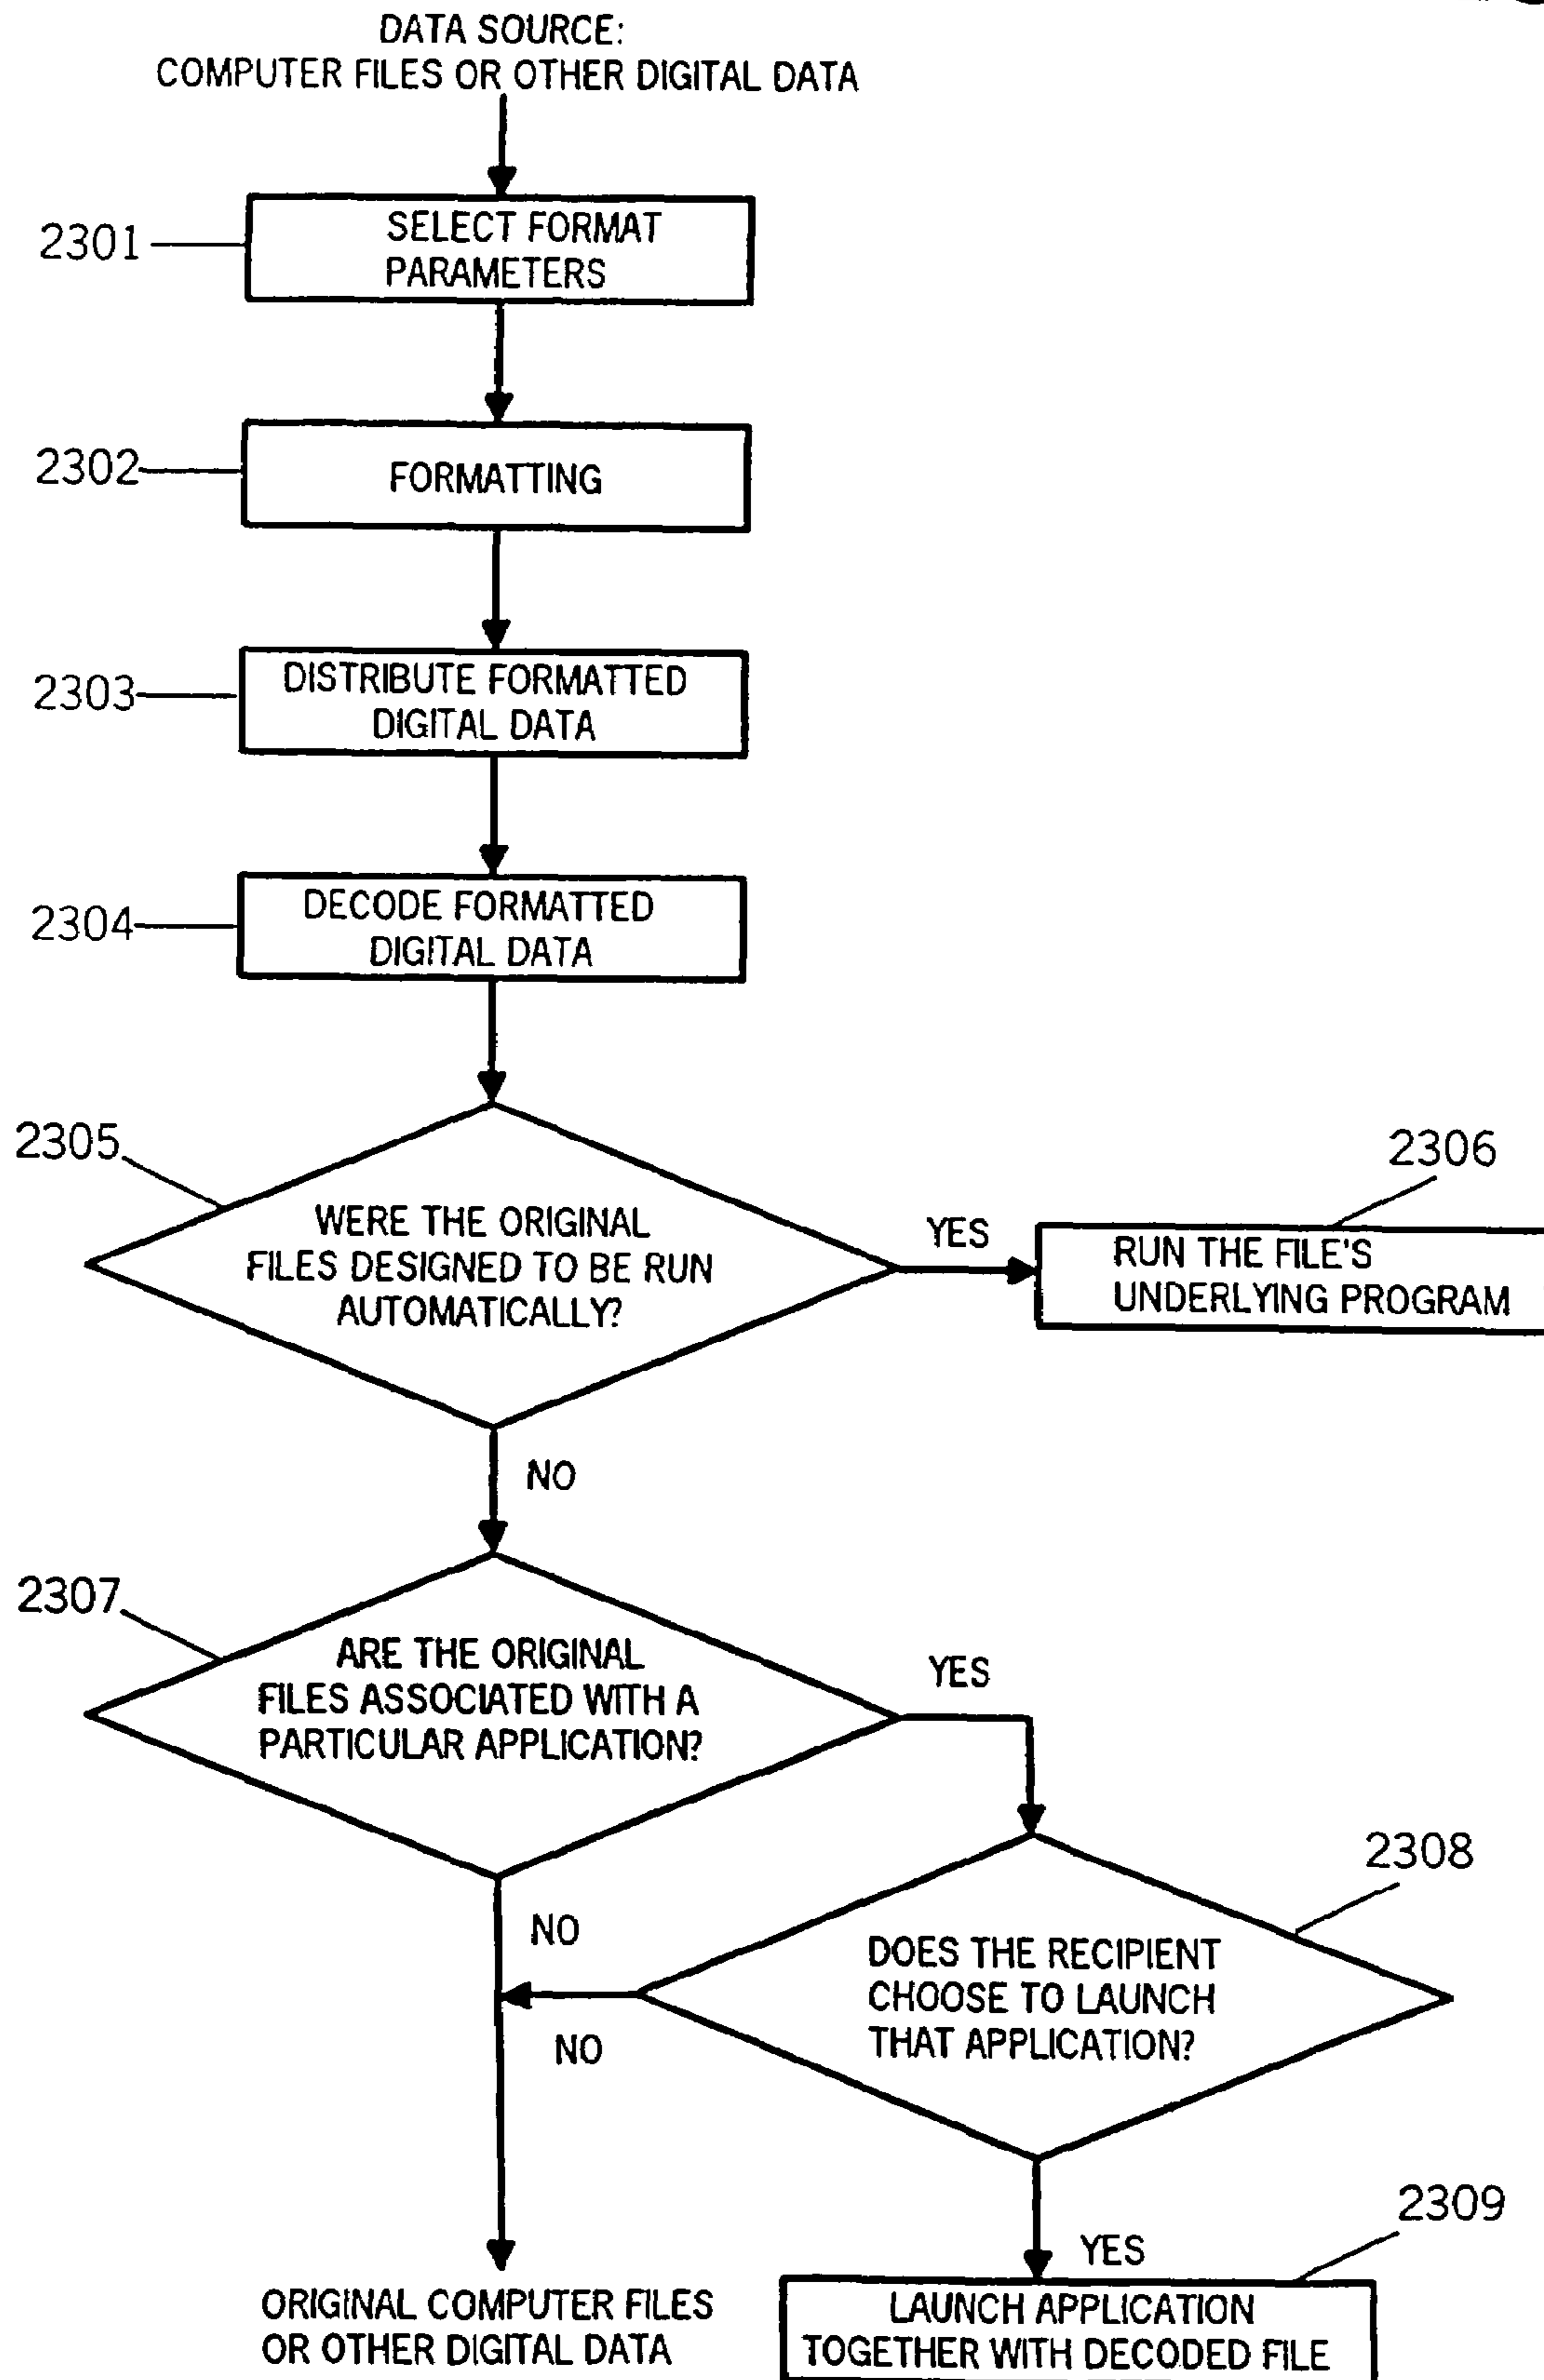 DATA SOURCE:
COMPUTER FILES OR OTHER DIGITAL DATA
2301
SELECT FORMAT
PARAMETERS
2302
FORMATTING
2303
DISTRIBUTE FORMATTED
DIGITAL DATA
2304
DECODE FORMATTED
DIGITAL DATA
2305
WERE THE ORIGINAL
FILES DESIGNED TO BE RUN
AUTOMATICALLY?
YES
2306
RUN THE FILE'S
UNDERLYING PROGRAM
NO
2307
ARE THE ORIGINAL
FILES ASSOCIATED WITH A
PARTICULAR APPLICATION?
YES
2308
NO
DOES THE RECIPIENT
CHOOSE TO LAUNCH
THAT APPLICATION?
NO
2309
YES
ORIGINAL COMPUTER FILES
OR OTHER DIGITAL DATA
LAUNCH APPLICATION
TOGETHER WITH DECODED FILE